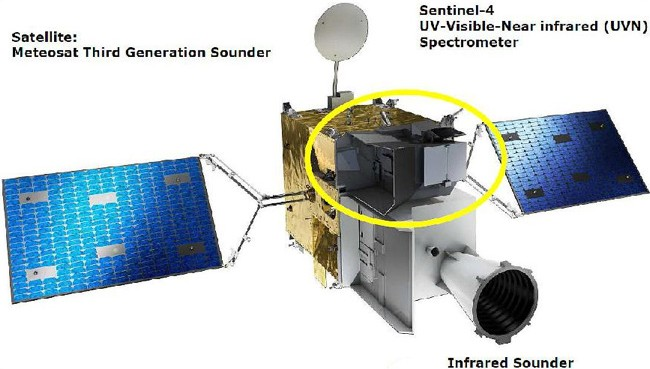 Satellite:
Meteosat Third Generation Sounder
Sentinel-4
UV-Visible-Near infrared (UVN)
Spectrometer
Infrared Sounder